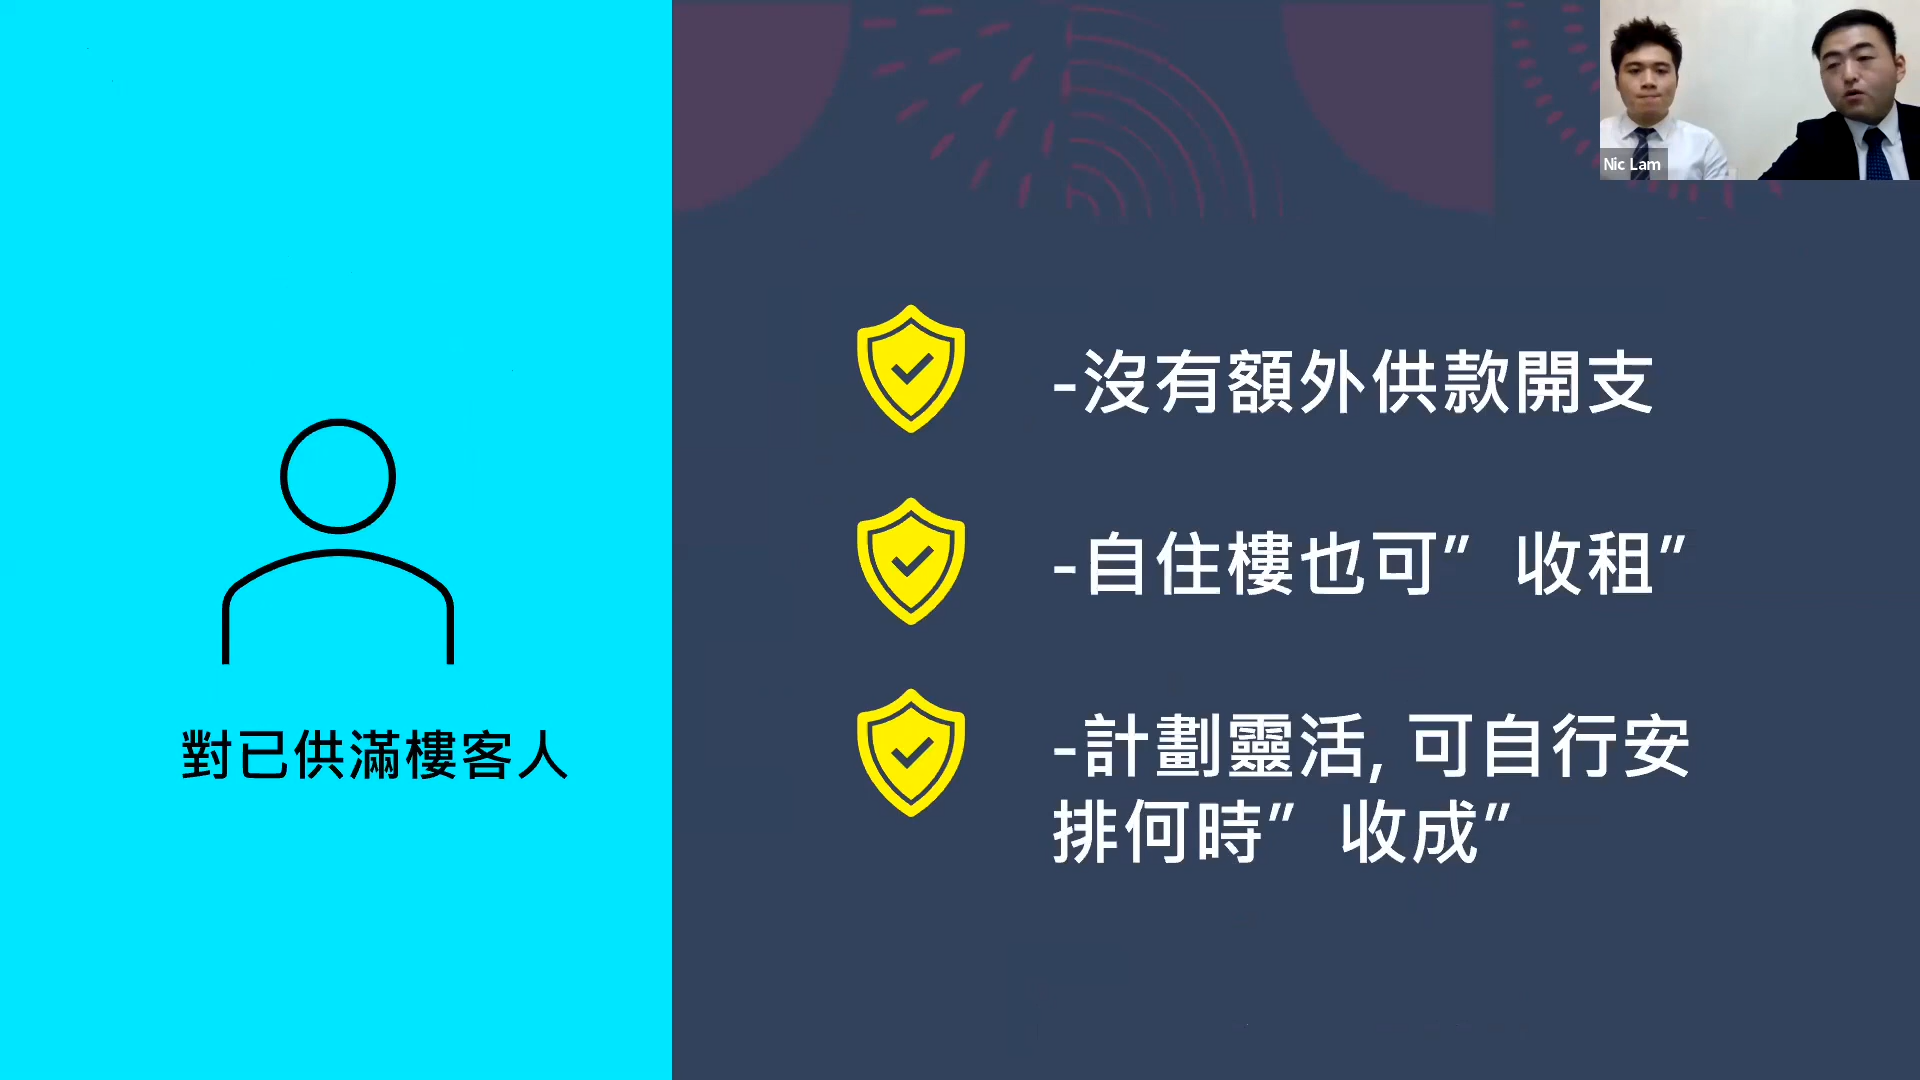 Nic Lam
-沒有額外供款開支
-自住樓也可”收租”
-計劃靈活, 可自行安
排何時”收成”
對已供滿樓客人